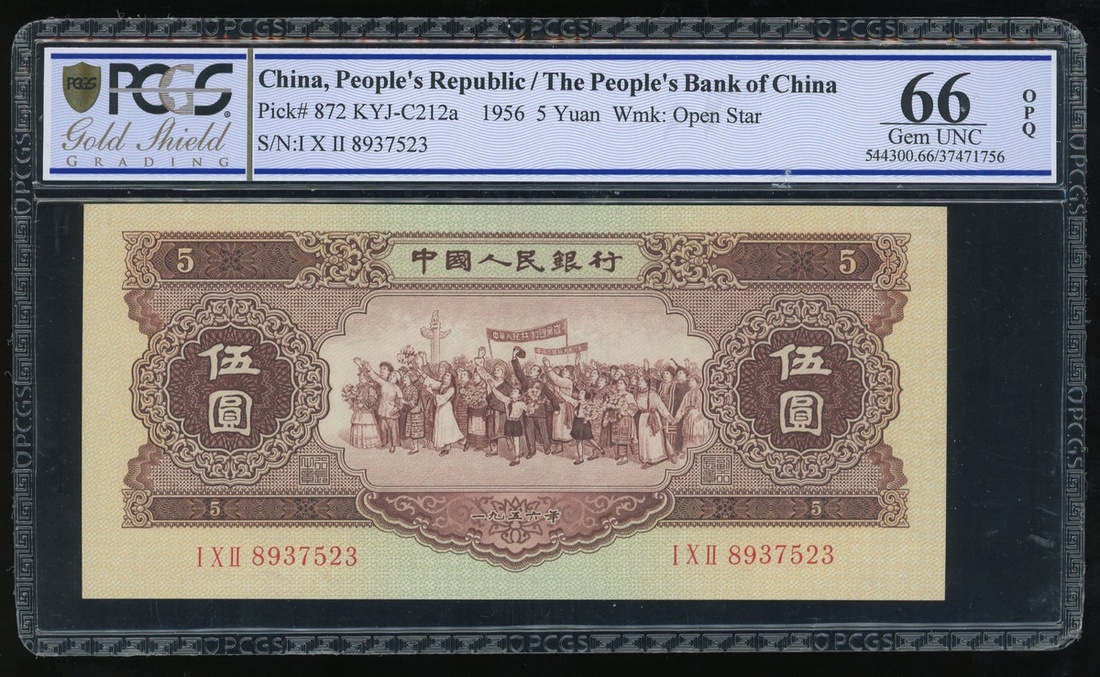 PCGS
PCGS
Gold Shield
GRADING
China, People's Republic / The People's Bank of China
Pick# 872 KYJ-C212a 1956 5 Yuan Wmk: Open Star
S/N:I X II 8937523
66
Gem UNC
544300.66/37471756
OPQ
5
中國人民銀行
5
伍圓
伍圓
5
一九五六年
5
I X II 8937523
I X II 8937523